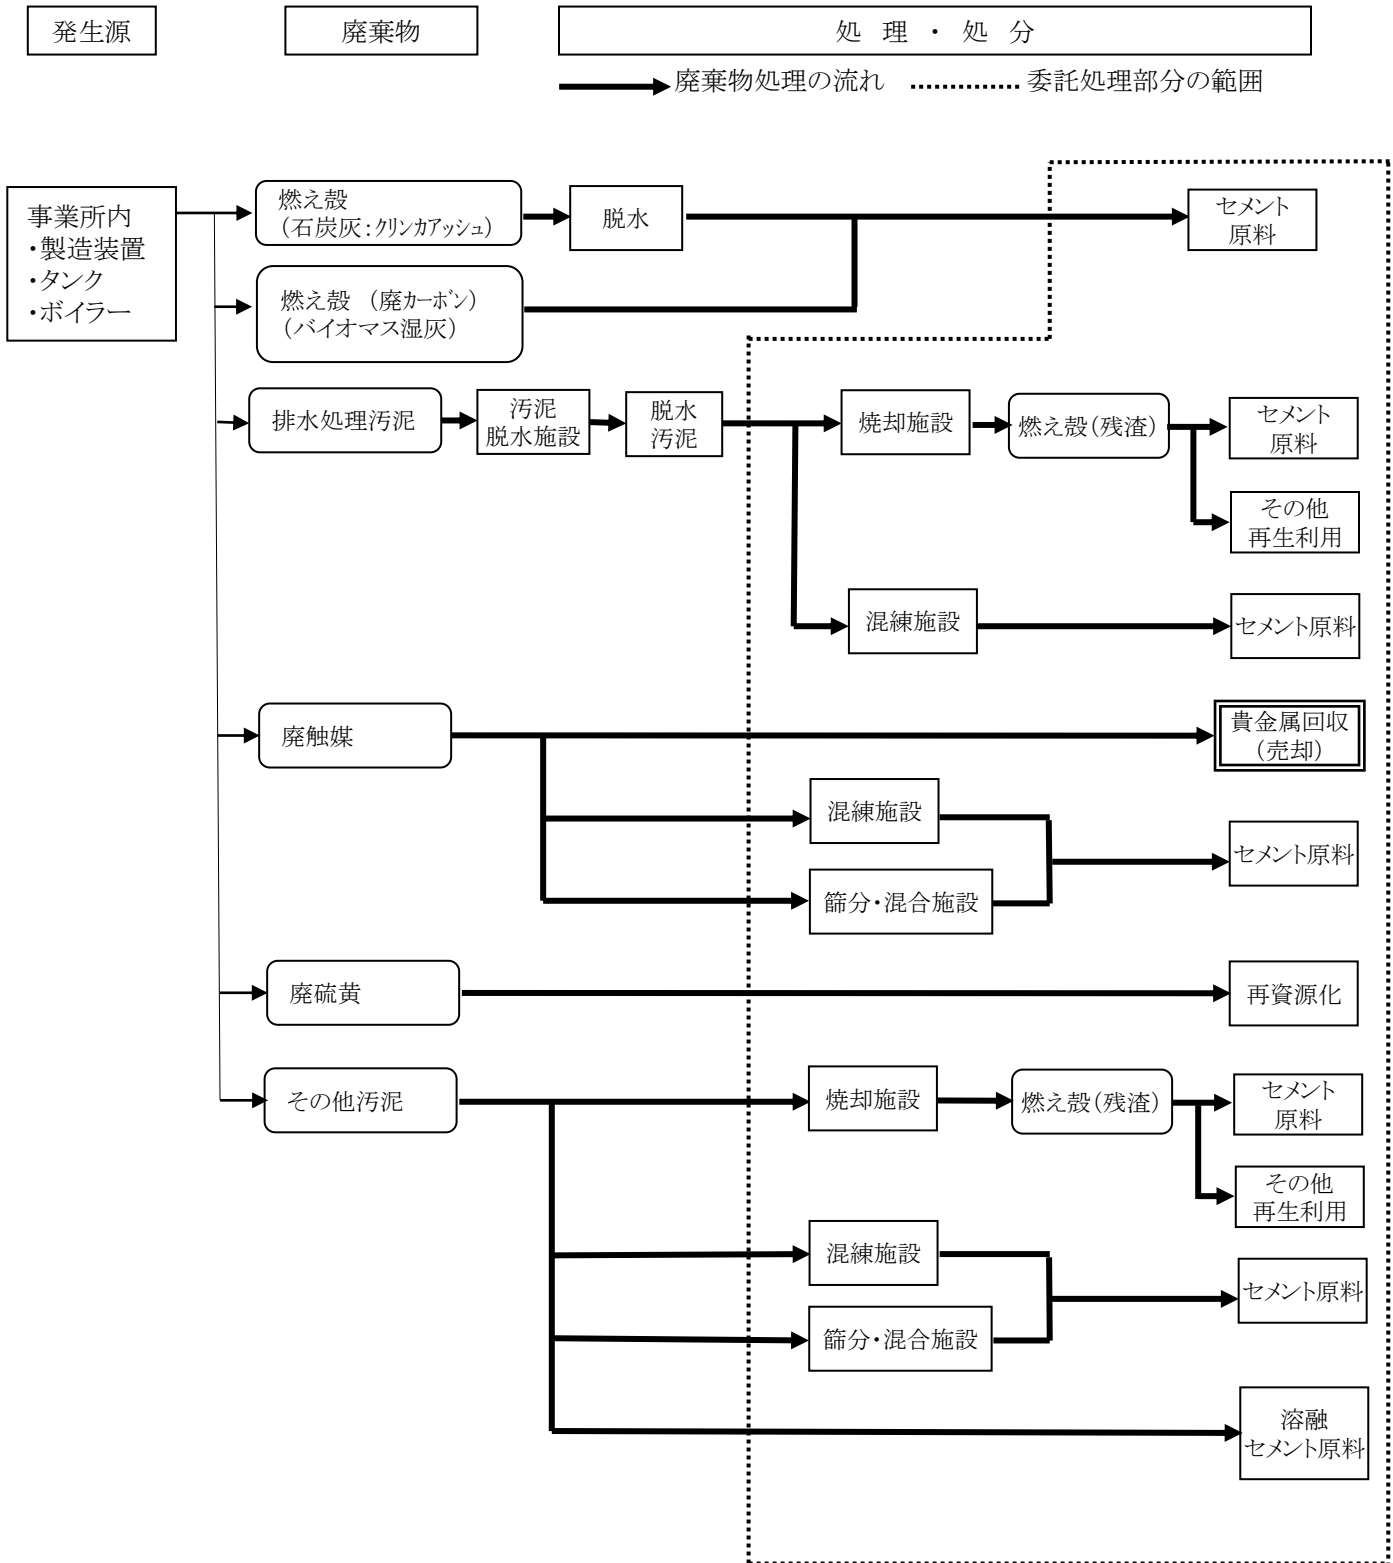 発生源
廃棄物
処 理 ・ 処 分
廃棄物処理の流れ
委託処理部分の範囲
事業所内
・製造装置
・タンク
・ボイラー
燃え殻
（石炭灰：クリンカアッシュ）
脱水
セメント
原料
燃え殻 （廃カーボン）
（バイオマス湿灰）
排水処理汚泥
汚泥
脱水施設
脱水
汚泥
焼却施設
燃え殻（残渣）
セメント
原料
その他
再生利用
混練施設
セメント原料
廃触媒
貴金属回収
（売却）
混練施設
セメント原料
篩分・混合施設
廃硫黄
再資源化
その他汚泥
焼却施設
燃え殻（残渣）
セメント
原料
その他
再生利用
混練施設
セメント原料
篩分・混合施設
溶融
セメント原料